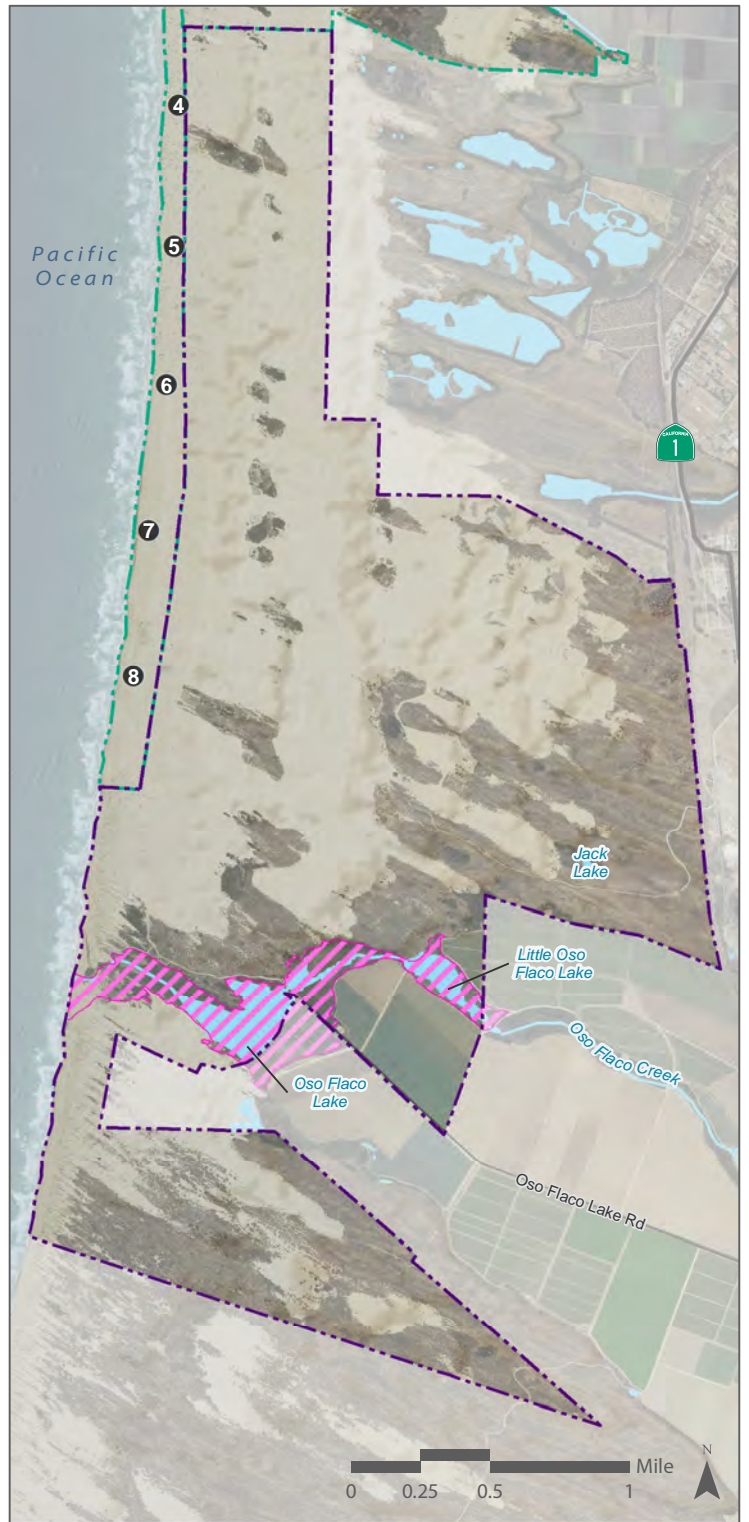 4
Pacific
Ocean
5
6
CALIFORNIA
1
7
8
Jack
Lake
Little Oso
Flaco Lake
Oso Flaco Creek
Oso Flaco
Lake
Oso Flaco Lake Rd
N
Mile
0 0.25 0.5 1